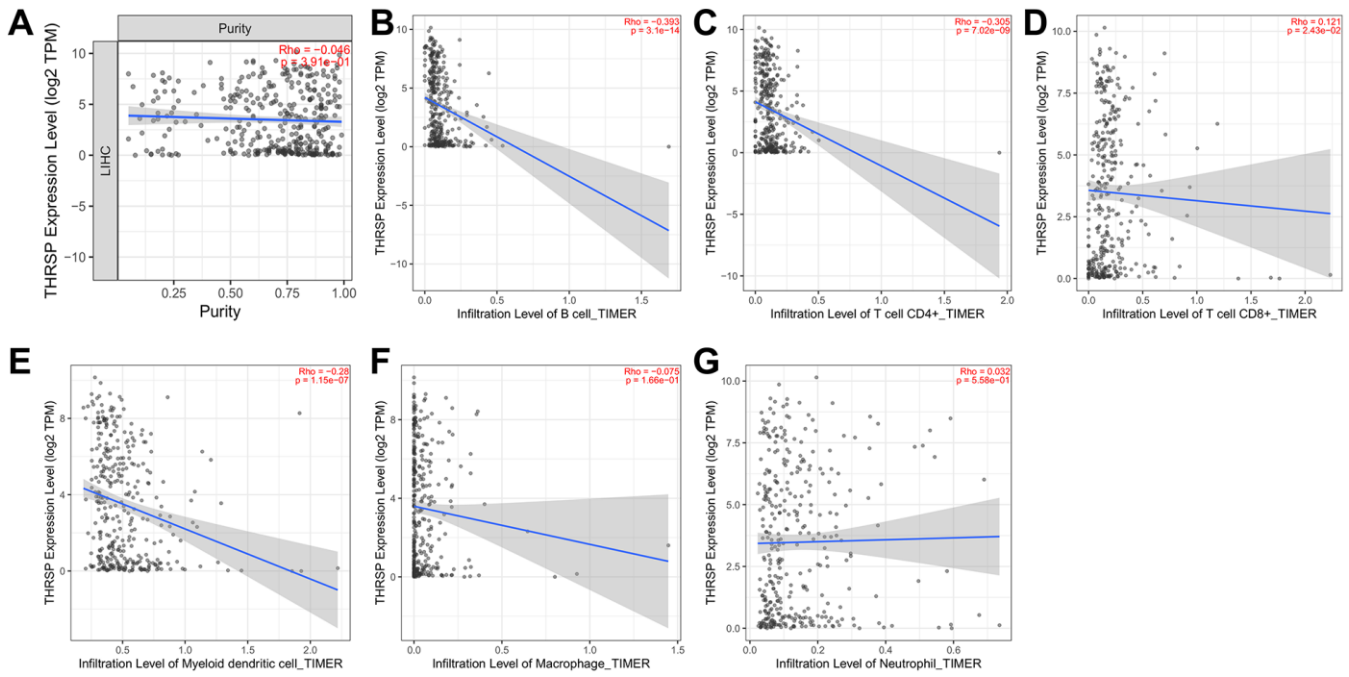 A
Purity
Rho = −0.046
p = 3.91e−01
THRSP Expression Level (log2 TPM)
LIHC
10
5
0
−5
−10
0.25
0.50
0.75
1.00
Purity
B
Rho = −0.393
p = 3.1e−14
THRSP Expression Level (log2 TPM)
10
5
0
−5
−10
0.0
0.5
1.0
1.5
Infiltration Level of B cell_TIMER
C
Rho = −0.305
p = 7.02e−09
THRSP Expression Level (log2 TPM)
10
5
0
−5
−10
0.0
0.5
1.0
1.5
2.0
Infiltration Level of T cell CD4+_TIMER
D
Rho = 0.121
p = 2.43e−02
THRSP Expression Level (log2 TPM)
10.0
7.5
5.0
2.5
0.0
0.0
0.5
1.0
1.5
2.0
Infiltration Level of T cell CD8+_TIMER
E
Rho = −0.28
p = 1.15e−07
THRSP Expression Level (log2 TPM)
8
4
0
0.5
1.0
1.5
2.0
Infiltration Level of Myeloid dendritic cell_TIMER
F
Rho = −0.075
p = 1.66e−01
THRSP Expression Level (log2 TPM)
8
4
0
0.0
0.5
1.0
1.5
Infiltration Level of Macrophage_TIMER
G
Rho = 0.032
p = 5.58e−01
THRSP Expression Level (log2 TPM)
10.0
7.5
5.0
2.5
0.0
0.0
0.2
0.4
0.6
Infiltration Level of Neutrophil_TIMER